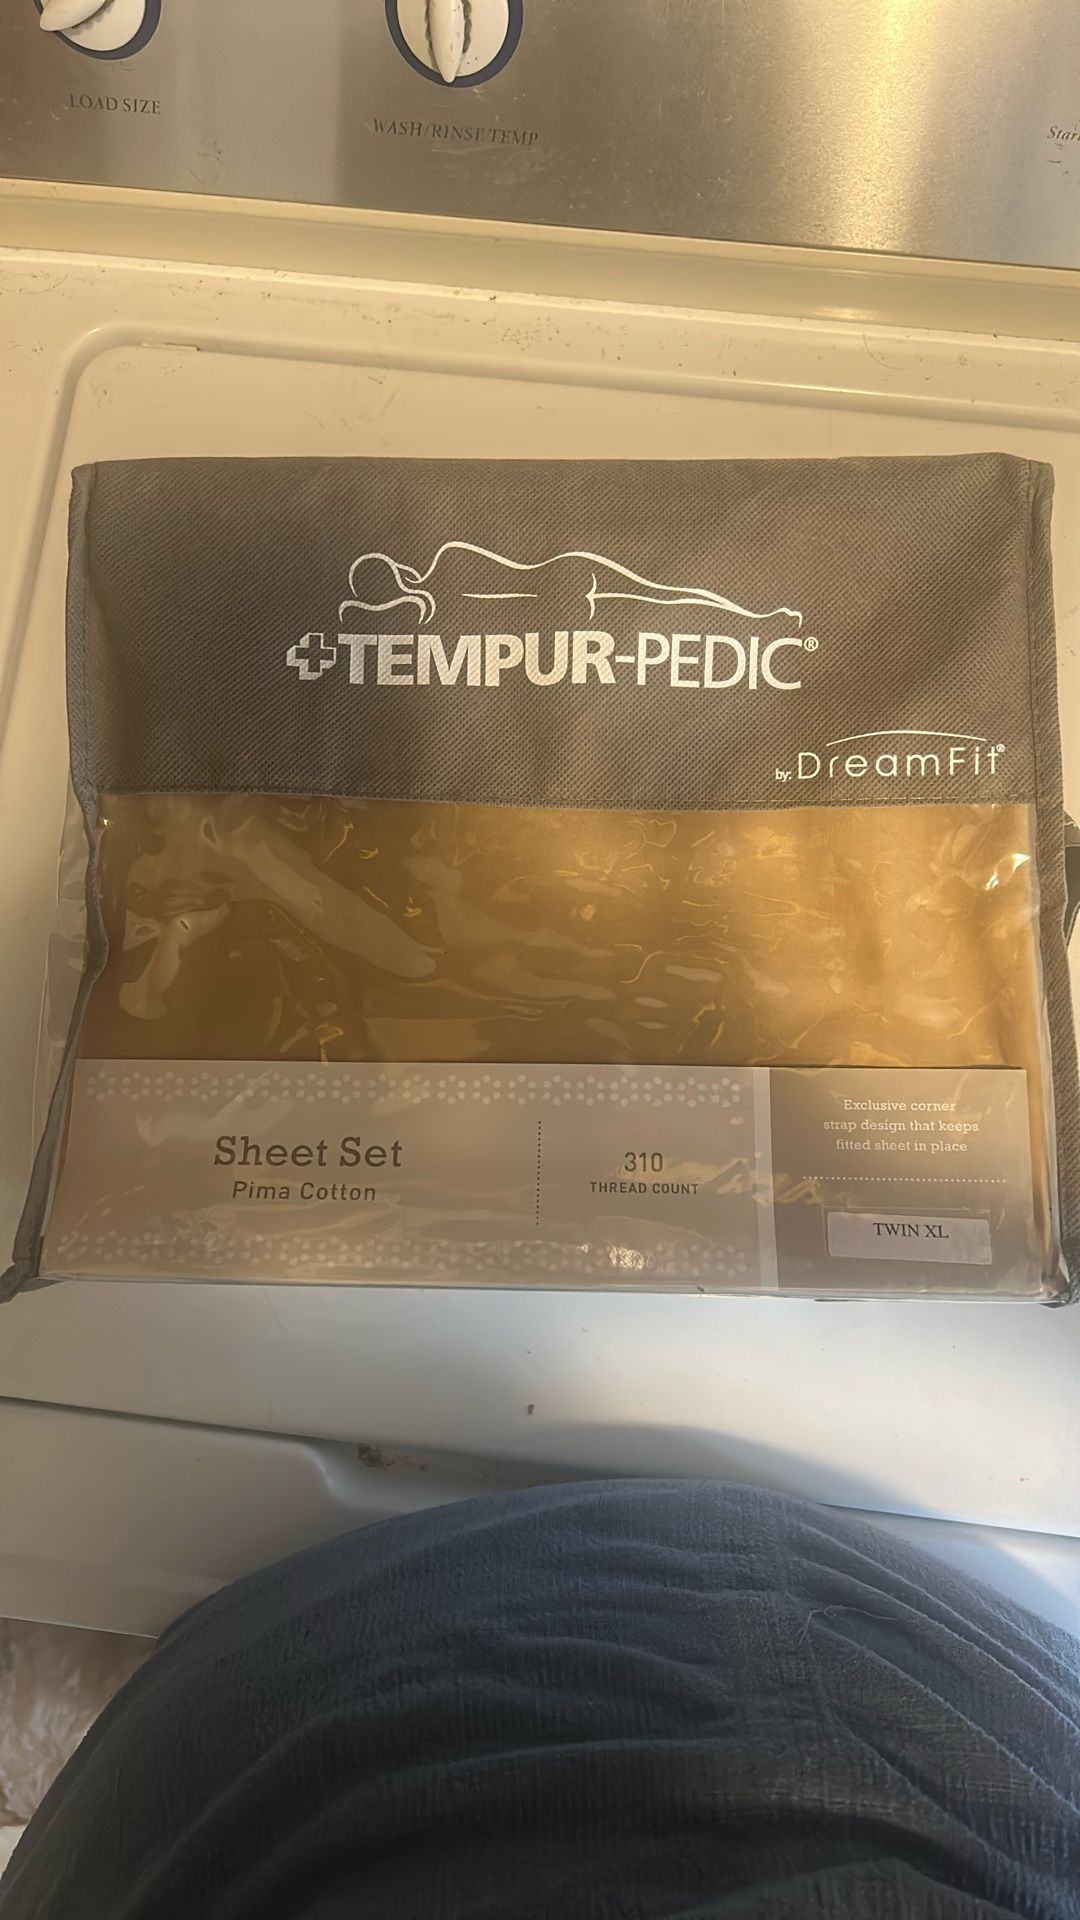 LOAD SIZE
WASH/RINSE TEMP
TEMPUR-PEDIC®
by: DreamFit®
Sheet Set
Pima Cotton
310
THREAD COUNT
Exclusive corner
strap design that keeps
fitted sheet in place
TWIN XL